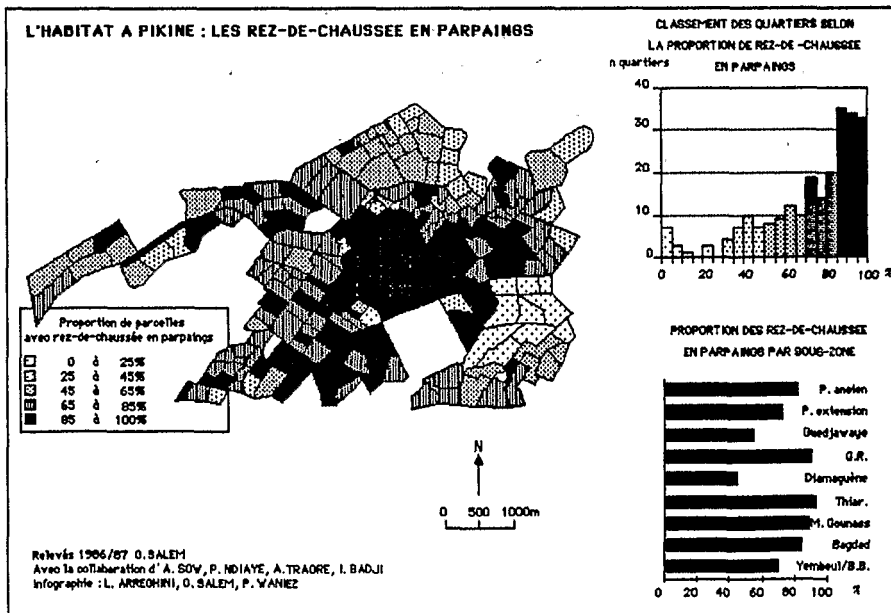 L'HABITAT A PIKINE : LES REZ-DE-CHAUSSEE EN PARPAINGS
CLASSEMENT DES QUARTIERS SELON
LA PROPORTION DE REZ-DE-CHAUSSEE
EN PARPAINGS
n quartiers
40
30
20
10
0
0 20 40 60 80 100
%
Proportion de parcelles
avec rez-de-chaussée en parpaings
0 à 25%
25 à 45%
45 à 65%
65 à 85%
85 à 100%
N
0 500 1000m
PROPORTION DES REZ-DE-CHAUSSEE
EN PARPAINGS PAR SOUS-ZONE
P. ancien
P. extension
Guedjawaye
G.R.
Diamaguène
Thiar.
M. Gounass
Bagdad
Yembeul/B.B.
0 20 40 60 80 100 %
Relevés 1986/87 G.SALEM
Avec la collaboration d'A. SOW, P. NDIAYE, A.TRAORE, I. BADJI
Infographie : L. ARREGHINI, G. SALEM, P. WANIEZ